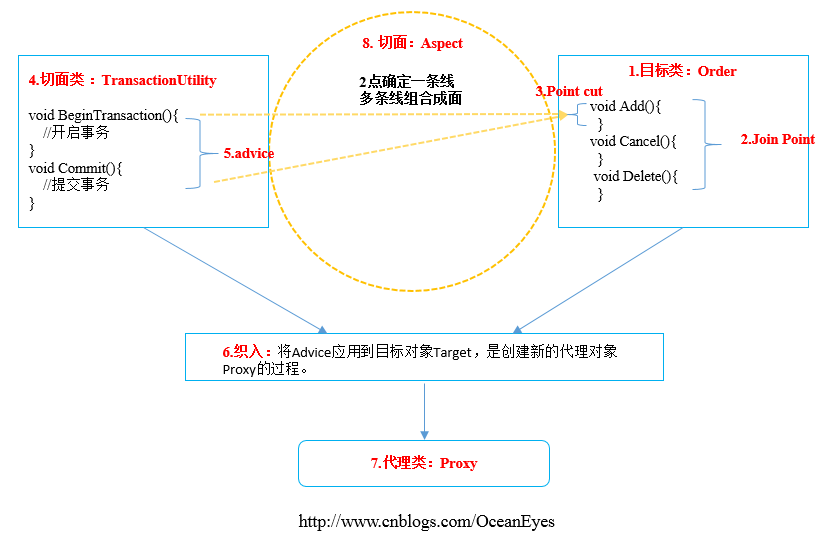 8. 切面：Aspect
2点确定一条线
多条线组合成面
4.切面类 ：TransactionUtility
void BeginTransaction(){
//开启事务
}
void Commit(){
//提交事务
}
5.advice
3.Point cut
1.目标类：Order
void Add(){
}
void Cancel(){
}
void Delete(){
}
2.Join Point
6.织入：将Advice应用到目标对象Target，是创建新的代理对象
Proxy的过程。
7.代理类：Proxy
http://www.cnblogs.com/OceanEyes